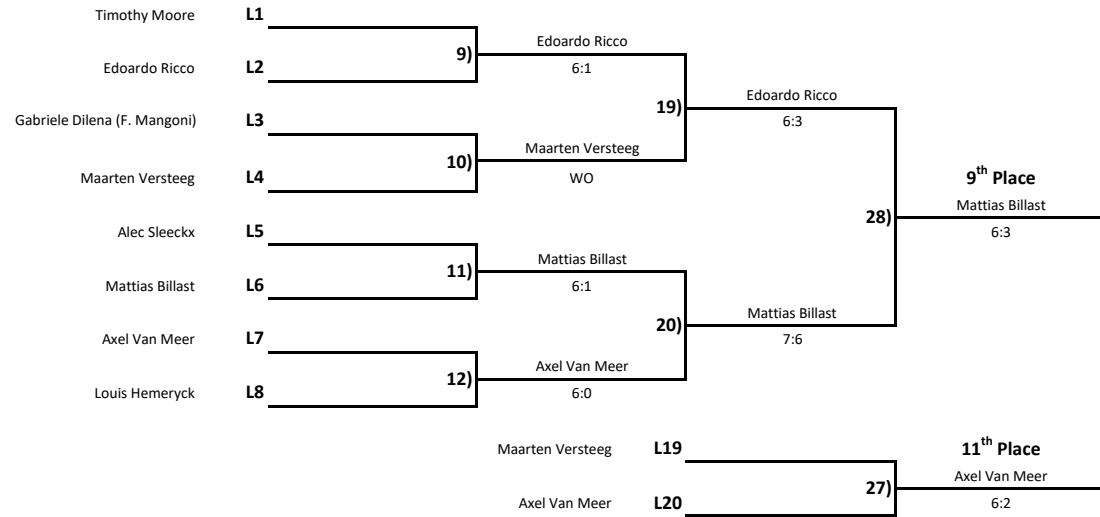 Timothy Moore L1
9) Edoardo Ricco
6:1
Edoardo Ricco L2
19) Edoardo Ricco
6:3
Gabriele Dilena (F. Mangoni) L3
10) Maarten Versteeg
WO
Maarten Versteeg L4
28) 9th Place
Mattias Billast
6:3
Alec Sleeckx L5
11) Mattias Billast
6:1
Mattias Billast L6
20) Mattias Billast
7:6
Axel Van Meer L7
12) Axel Van Meer
6:0
Louis Hemeryck L8
Maarten Versteeg L19
11th Place
27) Axel Van Meer
6:2
Axel Van Meer L20